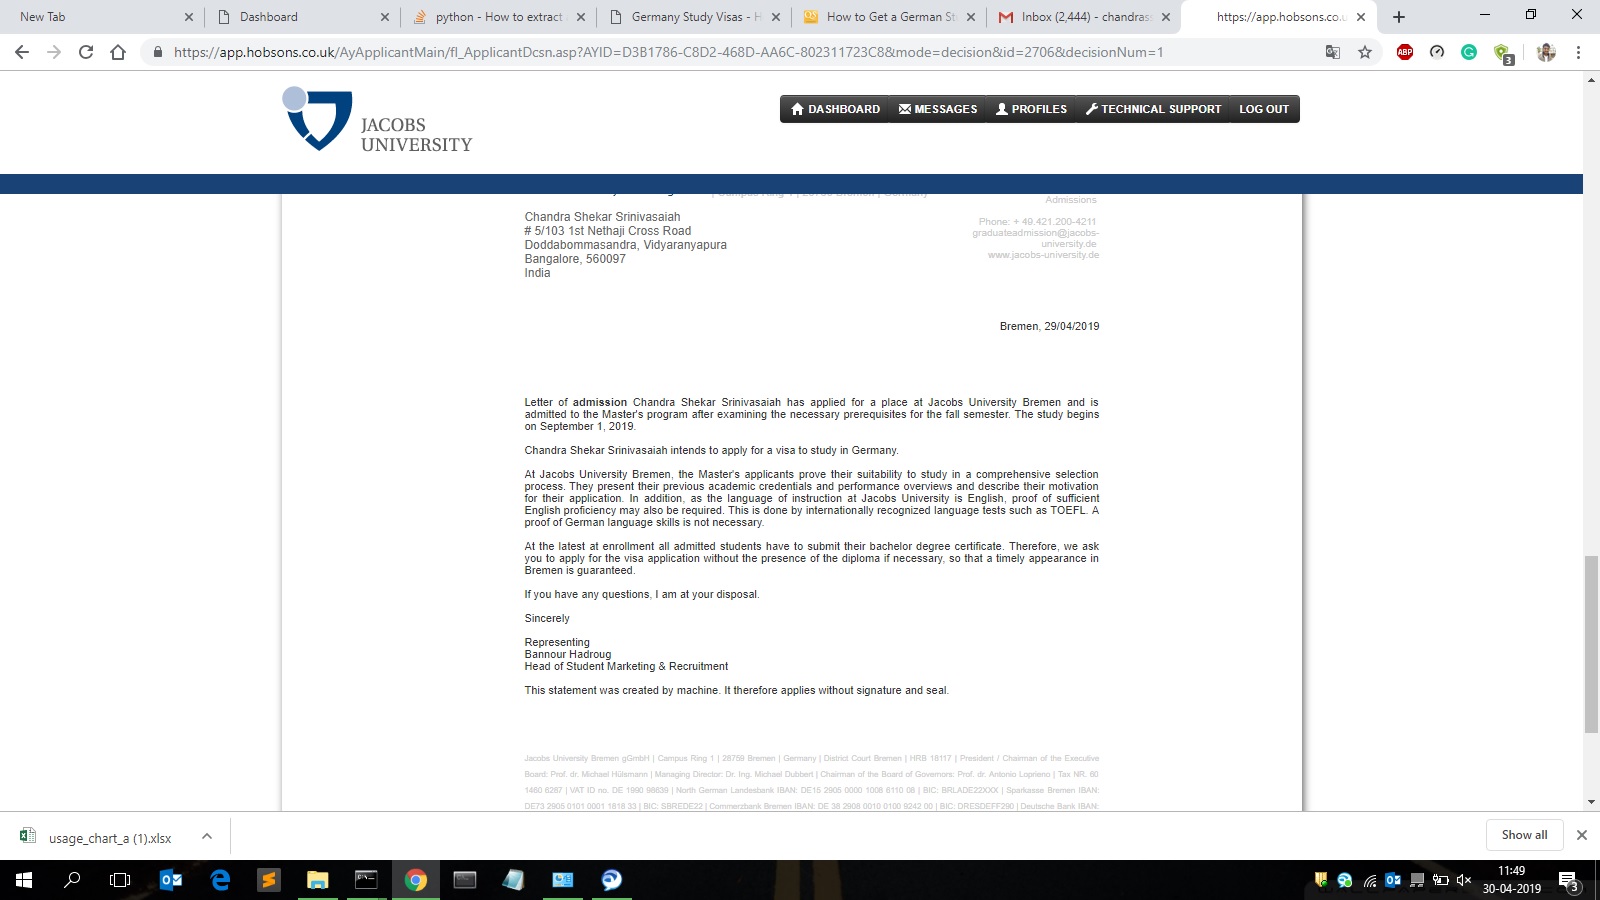 New Tab
Dashboard
python - How to extract
Germany Study Visas - H
How to Get a German St
Inbox (2,444) - chandrass
https://app.hobsons.co.u
https://app.hobsons.co.uk/AyApplicantMain/fl_ApplicantDcsn.asp?AYID=D3B1786-C8D2-468D-AA6C-802311723C8&mode=decision&id=2706&decisionNum=1
ABP
3
JACOBS
UNIVERSITY
DASHBOARD
MESSAGES
PROFILES
TECHNICAL SUPPORT
LOG OUT
Admissions
Phone: + 49.421.200-4211
graduateadmission@jacobs-
university.de
www.jacobs-university.de
Chandra Shekar Srinivasaiah
# 5/103 1st Nethaji Cross Road
Doddabommasandra, Vidyaranyapura
Bangalore, 560097
India
Bremen, 29/04/2019
Letter of admission Chandra Shekar Srinivasaiah has applied for a place at Jacobs University Bremen and is
admitted to the Master's program after examining the necessary prerequisites for the fall semester. The study begins
on September 1, 2019.
Chandra Shekar Srinivasaiah intends to apply for a visa to study in Germany.
At Jacobs University Bremen, the Master's applicants prove their suitability to study in a comprehensive selection
process. They present their previous academic credentials and performance overviews and describe their motivation
for their application. In addition, as the language of instruction at Jacobs University is English, proof of sufficient
English proficiency may also be required. This is done by internationally recognized language tests such as TOEFL. A
proof of German language skills is not necessary.
At the latest at enrollment all admitted students have to submit their bachelor degree certificate. Therefore, we ask
you to apply for the visa application without the presence of the diploma if necessary, so that a timely appearance in
Bremen is guaranteed.
If you have any questions, I am at your disposal.
Sincerely
Representing
Bannour Hadroug
Head of Student Marketing & Recruitment
This statement was created by machine. It therefore applies without signature and seal.
Jacobs University Bremen gGmbH | Campus Ring 1 | 28759 Bremen | Germany | District Court Bremen | HRB 18117 | President / Chairman of the Executive
Board: Prof. dr. Michael Hülsmann | Managing Director: Dr. Ing. Michael Dubbert | Chairman of the Board of Governors: Prof. dr. Antonio Loprieno | Tax NR. 60
1460 6287 | VAT ID no. DE 1990 98639 | North German Landesbank IBAN: DE15 2905 0000 1008 6110 08 | BIC: BRLADE22XXX | Sparkasse Bremen IBAN:
DE73 2905 0101 0001 1818 33 | BIC: SBREDE22 | Commerzbank Bremen IBAN: DE 38 2908 0010 0100 9242 00 | BIC: DRESDEFF290 | Deutsche Bank IBAN:
usage_chart_a (1).xlsx
Show all
11:49
30-04-2019
3